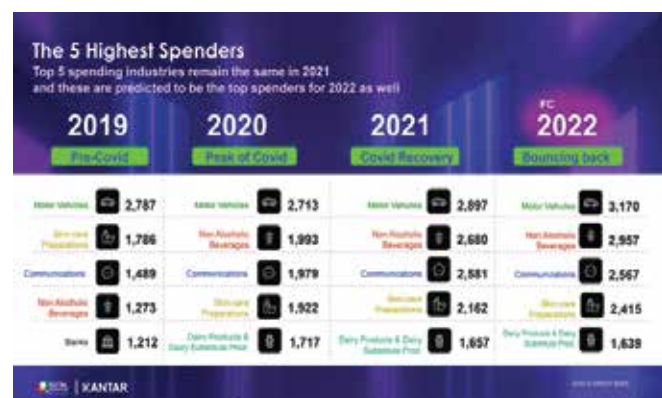 The 5 Highest Spenders
Top 5 spending industries remain the same in 2021
and these are predicted to be the top spenders for 2022 as well
FC
2019 2020 2021 2022
Pre-Covid Peak of Covid Covid Recovery Bouncing back
Motor Vehicles 2,787 Motor Vehicles 2,713 Motor Vehicles 2,897 Motor Vehicles 3,170
Skin-care Non Alcoholic Non Alcoholic Non Alcoholic
Preparations 1,786 Beverages 1,993 Beverages 2,680 Beverages 2,957
Communications 1,489 Communications 1,979 Communications 2,581 Communications 2,567
Non Alcoholic Skin-care Skin-care Skin-care
Beverages 1,273 Preparations 1,922 Preparations 2,162 Preparations 2,415
Banks 1,212 Dairy Products & 1,717 Dairy Products & Dairy 1,657 Dairy Products & Dairy 1,639
Dairy Substitute Prod Substitute Prod Substitute Prod
KANTAR